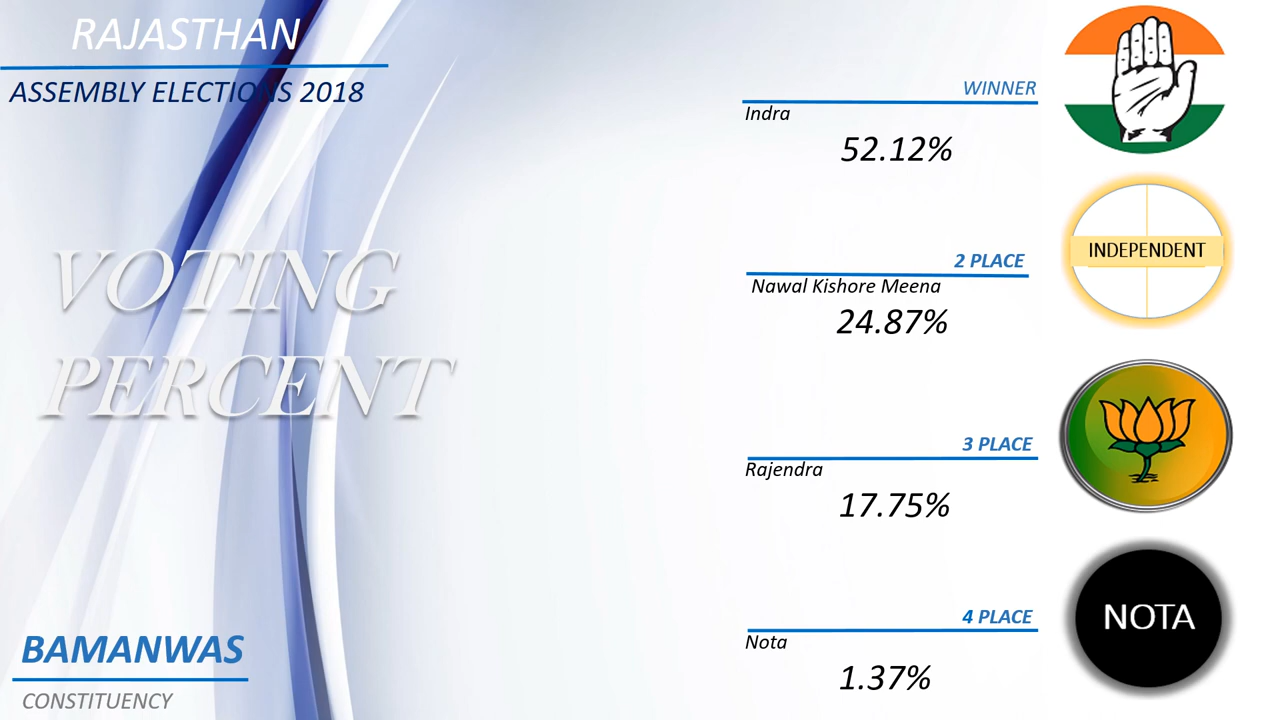 RAJASTHAN
ASSEMBLY ELECTIONS 2018
VOTING
PERCENT
BAMANWAS
CONSTITUENCY
WINNER
Indra
52.12%
2 PLACE
Nawal Kishore Meena
24.87%
INDEPENDENT
3 PLACE
Rajendra
17.75%
4 PLACE
Nota
1.37%
NOTA